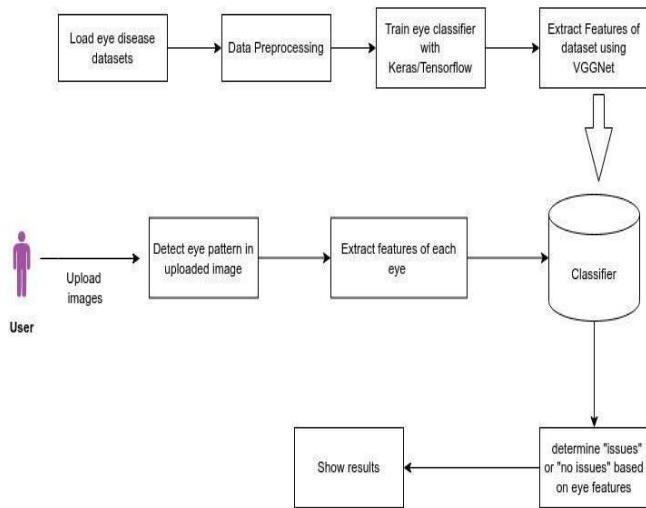 Load eye disease
datasets
Data Preprocessing
Train eye classifier
with
Keras/Tensorflow
Extract Features of
dataset using
VGGNet
User
Upload
images
Detect eye pattern in
uploaded image
Extract features of each
eye
Classifier
determine "issues"
or "no issues" based
on eye features
Show results